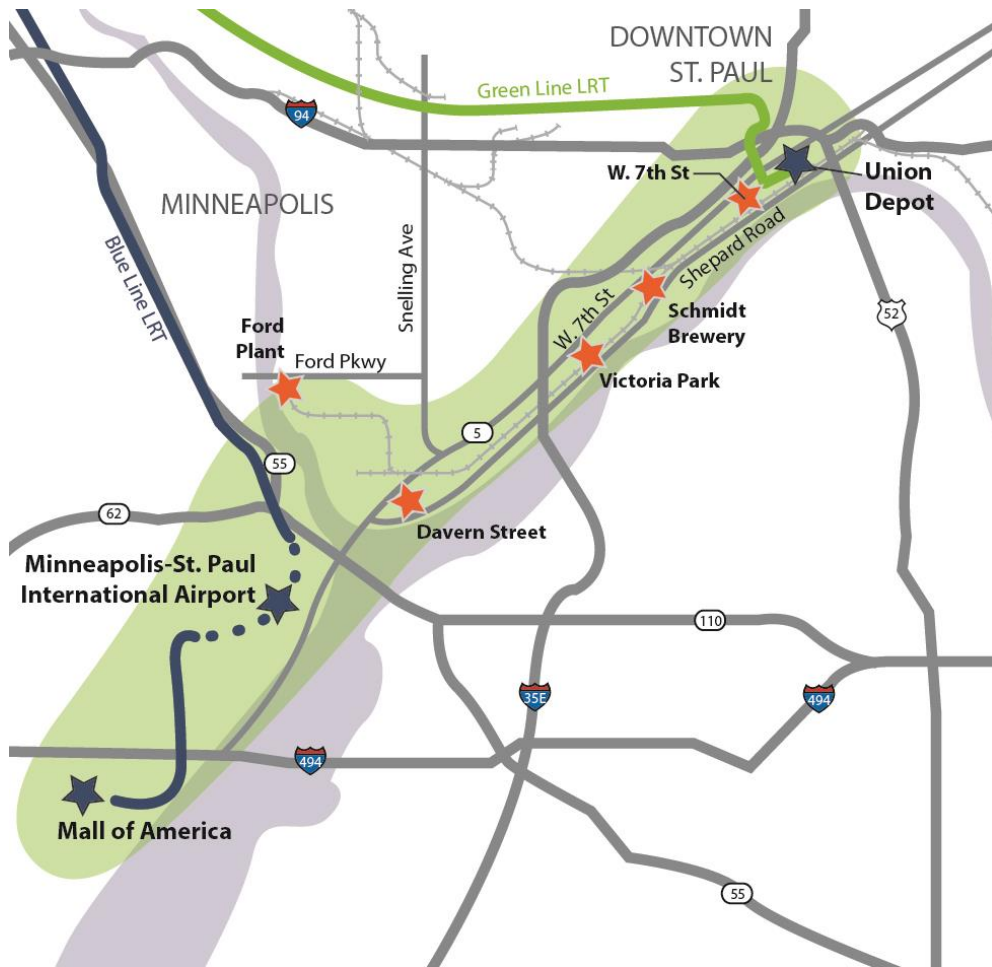 DOWNTOWN
ST. PAUL
Green Line LRT
94
W. 7th St
Union
Depot
MINNEAPOLIS
Blue Line LRT
Snelling Ave
Shepard Road
W. 7th St
Schmidt
Brewery
52
Ford
Plant
Ford Pkwy
Victoria Park
5
55
62
Davern Street
Minneapolis-St. Paul
International Airport
110
35E
494
494
Mall of America
55